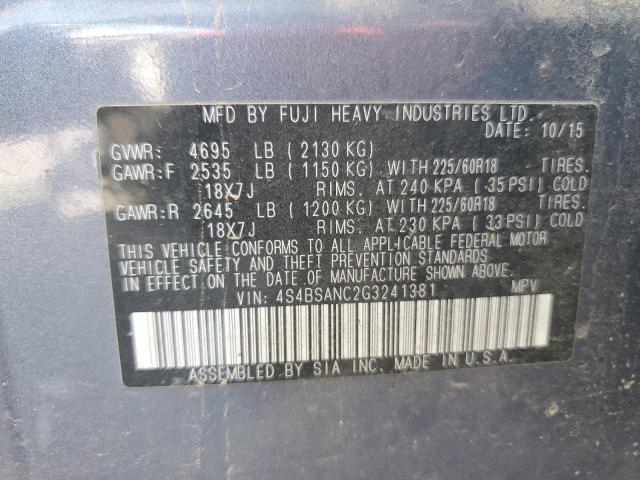 MFD BY FUJI HEAVY INDUSTRIES LTD.
DATE: 10/15
GVWR: 4695 LB ( 2130 KG)
GAWR:F 2535 LB ( 1150 KG) WITH 225/60R18 TIRES.
18X7J RIMS. AT 240 KPA ( 35 PSI) COLD
GAWR:R 2645 LB ( 1200 KG) WITH 225/60R18 TIRES.
18X7J RIMS. AT 230 KPA ( 33 PSI) COLD
THIS VEHICLE CONFORMS TO ALL APPLICABLE FEDERAL MOTOR
VEHICLE SAFETY AND THEFT PREVENTION STANDARDS
IN EFFECT ON THE DATE OF MANUFACTURE SHOWN ABOVE.
VIN: 4S4BSANC2G3241381 MPV
ASSEMBLED BY SIA INC. MADE IN U.S.A.